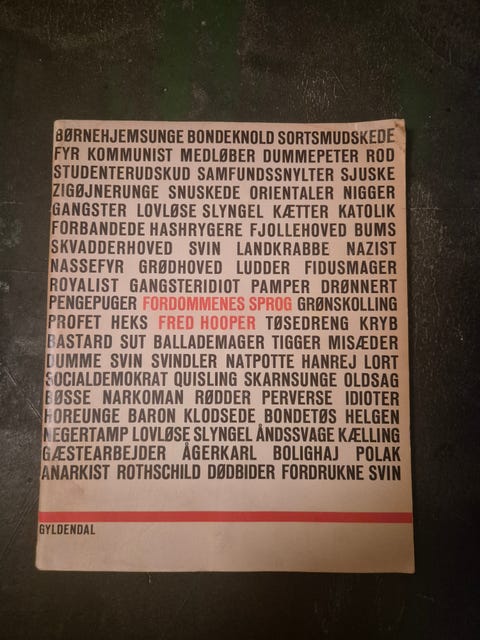 BØRNEHJEMSUNGE BONDEKNOLD SORTSMUDSKEDE
FYR KOMMUNIST MEDLØBER DUMMEPETER ROD
STUDENTERUDSKUD SAMFUNDSSNYLTER SJUSKE
ZIGØJNERUNGE SNUSKEDE ORIENTALER NIGGER
GANGSTER LOVLØSE SLYNGEL KÆTTER KATOLIK
FORBANDEDE HASHRYGERE FJOLLEHOVED BUMS
SKVADDERHOVED SVIN LANDKRABBE NAZIST
NASSEFYR GRØDHOVED LUDDER FIDUSMAGER
ROYALIST GANGSTERIDIOT PAMPER DRØNNERT
PENGEPUGER FORDOMMENES SPROG GRØNSKOLLING
PROFET HEKS FRED HOOPER TØSEDRENG KRYB
BASTARD SUT BALLADEMAGER TIGGER MISÆDER
DUMME SVIN SVINDLER NATPOTTE HANREJ LORT
SOCIALDEMOKRAT QUISLING SKARNSUNGE OLDSAG
BØSSE NARKOMAN RØDDER PERVERSE IDIOTER
HOREUNGE BARON KLODSEDE BONDETØS HELGEN
NEGERTAMP LOVLØSE SLYNGEL ÅNDSSVAGE KÆLLING
GÆSTEARBEJDER ÅGERKARL BOLIGHAJ POLAK
ANARKIST ROTHSCHILD DØDBIDER FORDRUKNE SVIN
GYLDENDAL